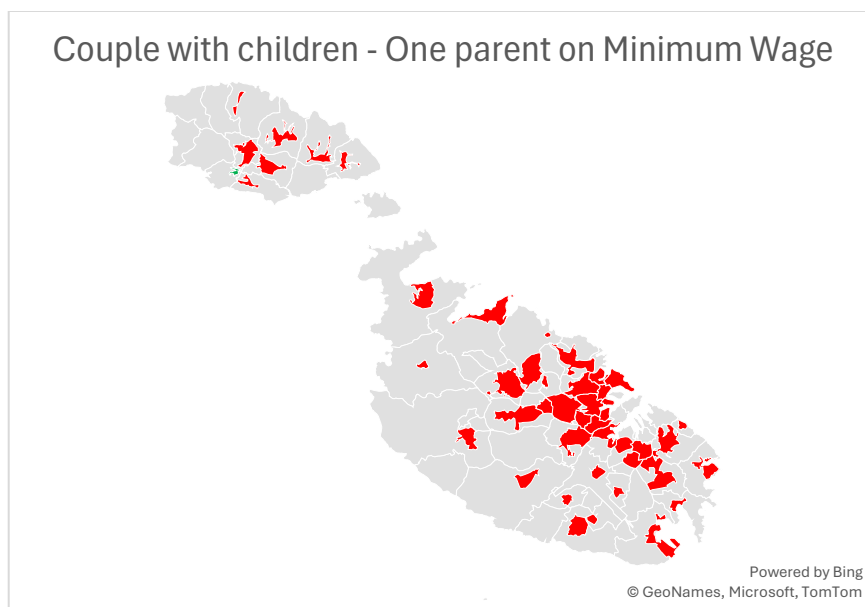 Couple with children - One parent on Minimum Wage
Powered by Bing
© GeoNames, Microsoft, TomTom